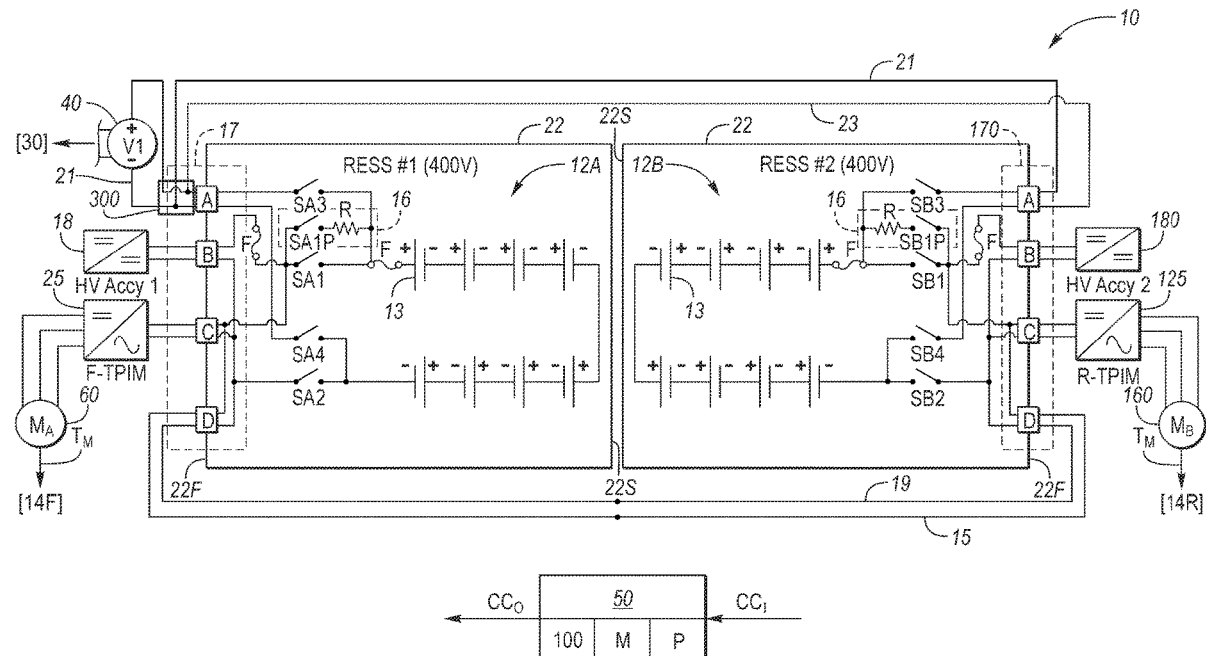 10
21
40
+
V1
−
[30]
21
17
22
22S
22
23
170
RESS #1 (400V)
12A
12B
RESS #2 (400V)
A
300
SA3
R
16
SA1P
F
F
SA1
13
18
B
HV Accy 1
25
C
F-TPIM
SA4
SA2
D
+ - + - + - + -
- + - + - + - +
16
SB3
R
SB1P
F
F
SB1
13
- + - + - + - +
+ - + - + - + -
SB4
SB2
A
B
C
D
180
HV Accy 2
125
R-TPIM
MA
60
TM
[14F]
22F
22S
19
22F
15
160
MB
TM
[14R]
CCO
50
CCI
100 M P